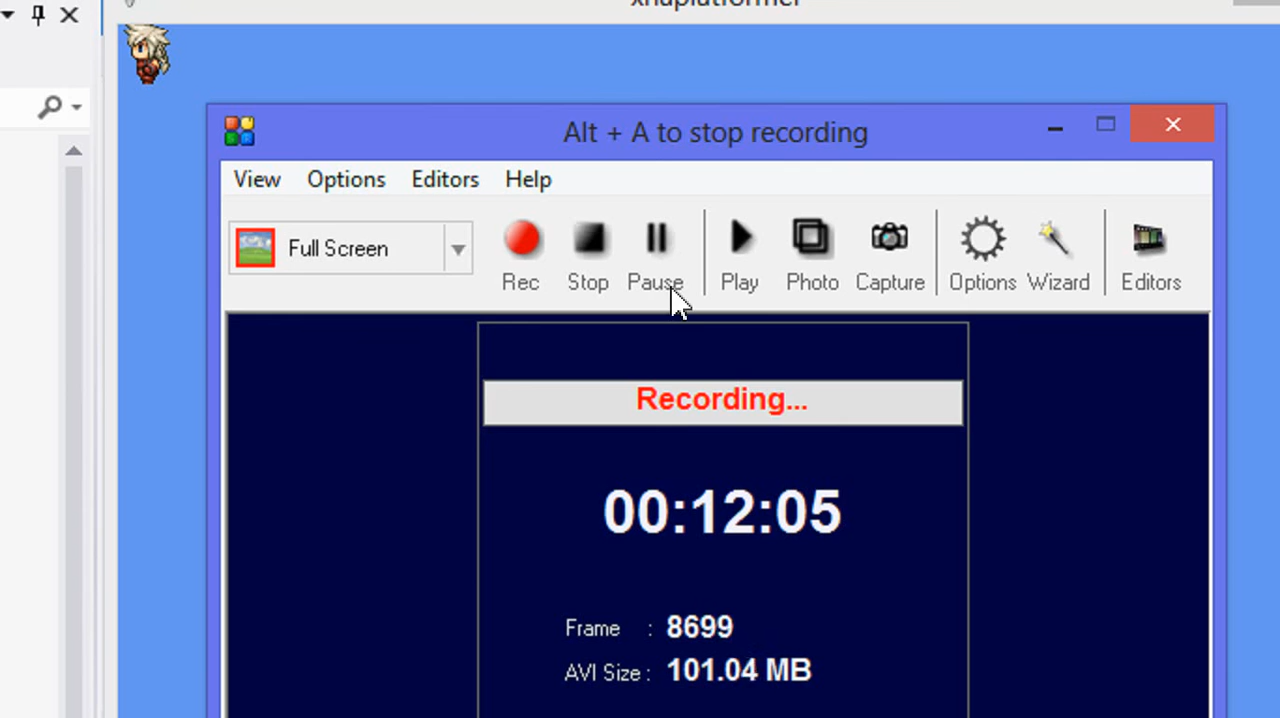 xnaplatformer
Alt + A to stop recording
View Options Editors Help
Full Screen
Rec Stop Pause Play Photo Capture Options Wizard Editors
Recording...
00:12:05
Frame : 8699
AVI Size : 101.04 MB